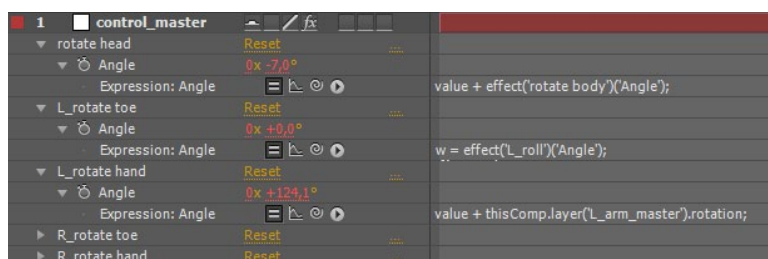 1 control_master fx
rotate head Reset ....
Angle 0x -7,0°
Expression: Angle value + effect('rotate body')('Angle');
L_rotate toe Reset ....
Angle 0x +0,0°
Expression: Angle w = effect('L_roll')('Angle');
L_rotate hand Reset ....
Angle 0x +124,1°
Expression: Angle value + thisComp.layer('L_arm_master').rotation;
R_rotate toe Reset ....
R_rotate hand Reset